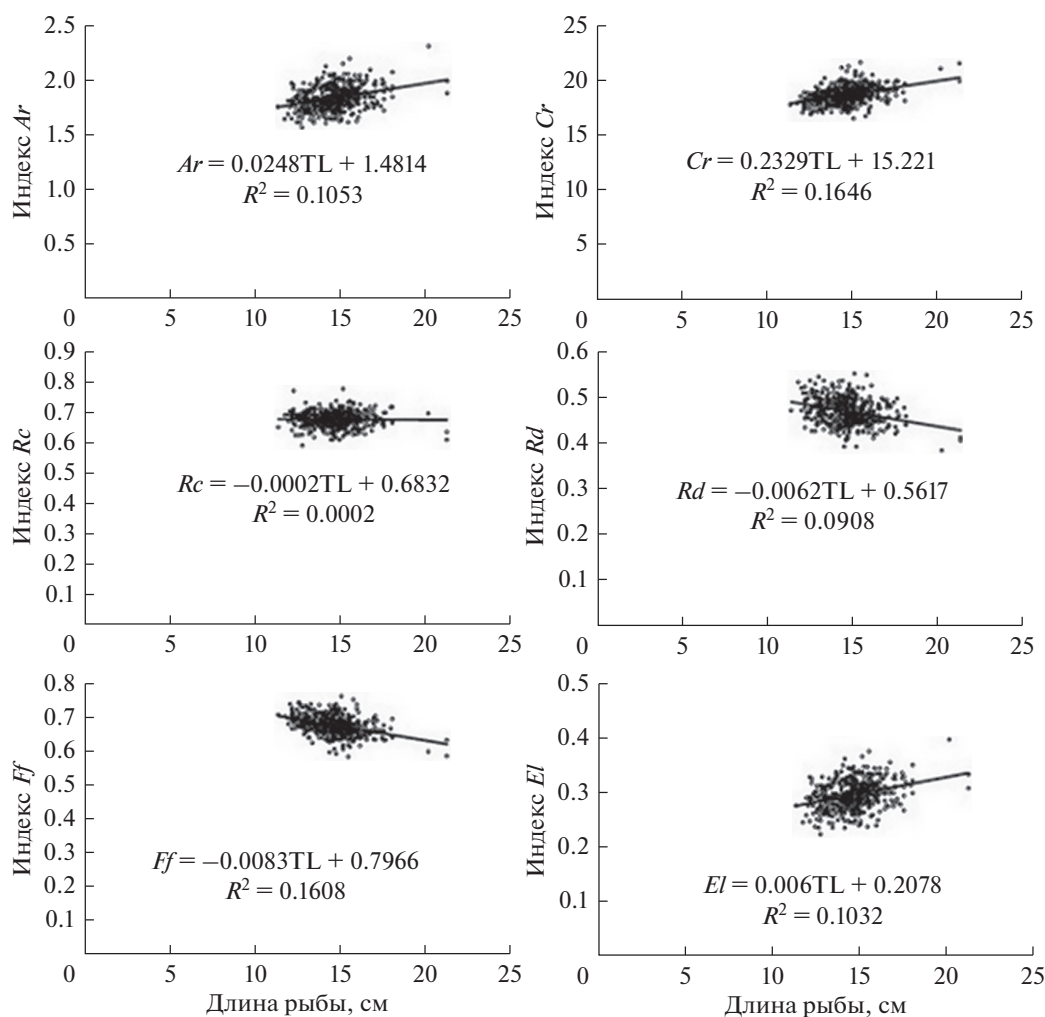 2.5
2.0
1.5
1.0
0.5
0 5 10 15 20 25
Индекс Ar
Ar = 0.0248TL + 1.4814
R² = 0.1053
25
20
15
10
5
0 5 10 15 20 25
Индекс Cr
Cr = 0.2329TL + 15.221
R² = 0.1646
0.9
0.8
0.7
0.6
0.5
0.4
0.3
0.2
0.1
0 5 10 15 20 25
Индекс Rc
Rc = −0.0002TL + 0.6832
R² = 0.0002
0.6
0.5
0.4
0.3
0.2
0.1
0 5 10 15 20 25
Индекс Rd
Rd = −0.0062TL + 0.5617
R² = 0.0908
0.8
0.7
0.6
0.5
0.4
0.3
0.2
0.1
0 5 10 15 20 25
Индекс Ff
Ff = −0.0083TL + 0.7966
R² = 0.1608
Длина рыбы, см
0.5
0.4
0.3
0.2
0.1
0 5 10 15 20 25
Индекс El
El = 0.006TL + 0.2078
R² = 0.1032
Длина рыбы, см